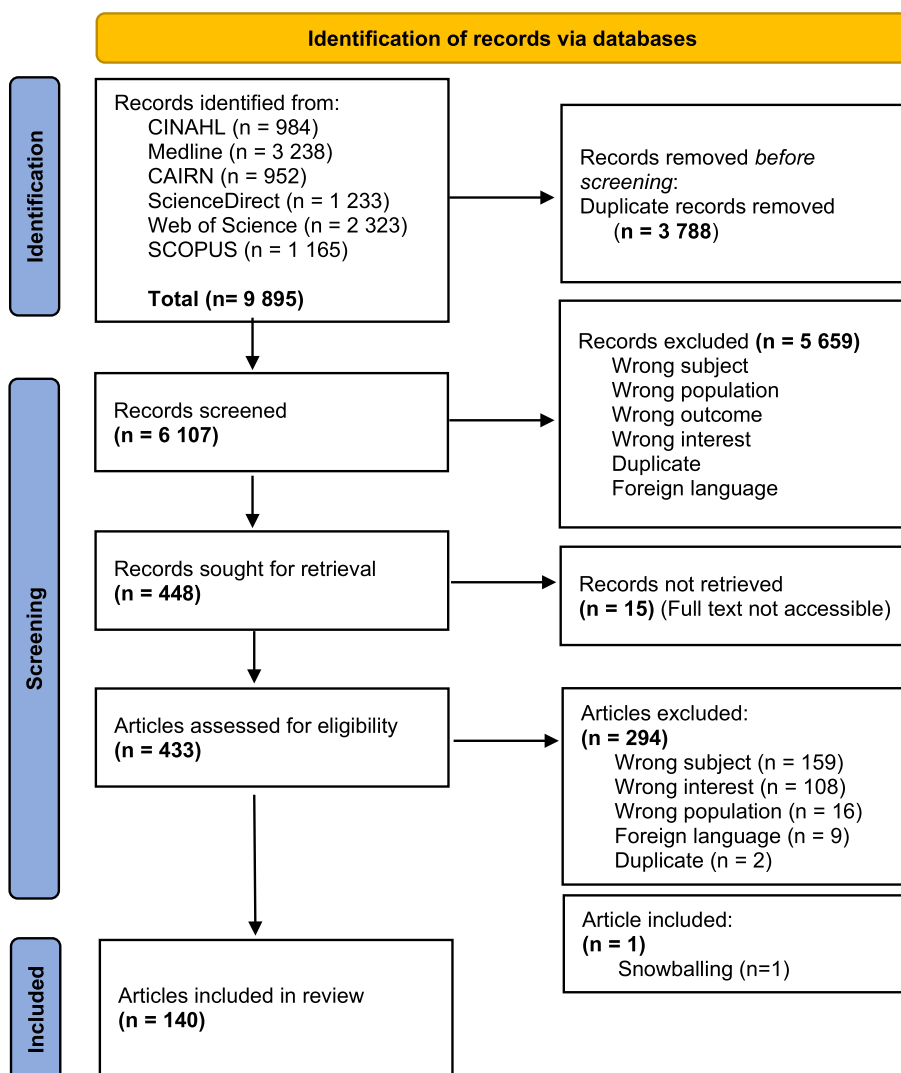 Identification of records via databases
Identification
Records identified from:
CINAHL (n = 984)
Medline (n = 3 238)
CAIRN (n = 952)
ScienceDirect (n = 1 233)
Web of Science (n = 2 323)
SCOPUS (n = 1 165)
Total (n= 9 895)
Records removed before
screening:
Duplicate records removed
(n = 3 788)
Screening
Records screened
(n = 6 107)
Records excluded (n = 5 659)
Wrong subject
Wrong population
Wrong outcome
Wrong interest
Duplicate
Foreign language
Records sought for retrieval
(n = 448)
Records not retrieved
(n = 15) (Full text not accessible)
Articles assessed for eligibility
(n = 433)
Articles excluded:
(n = 294)
Wrong subject (n = 159)
Wrong interest (n = 108)
Wrong population (n = 16)
Foreign language (n = 9)
Duplicate (n = 2)
Article included:
(n = 1)
Snowballing (n=1)
Included
Articles included in review
(n = 140)